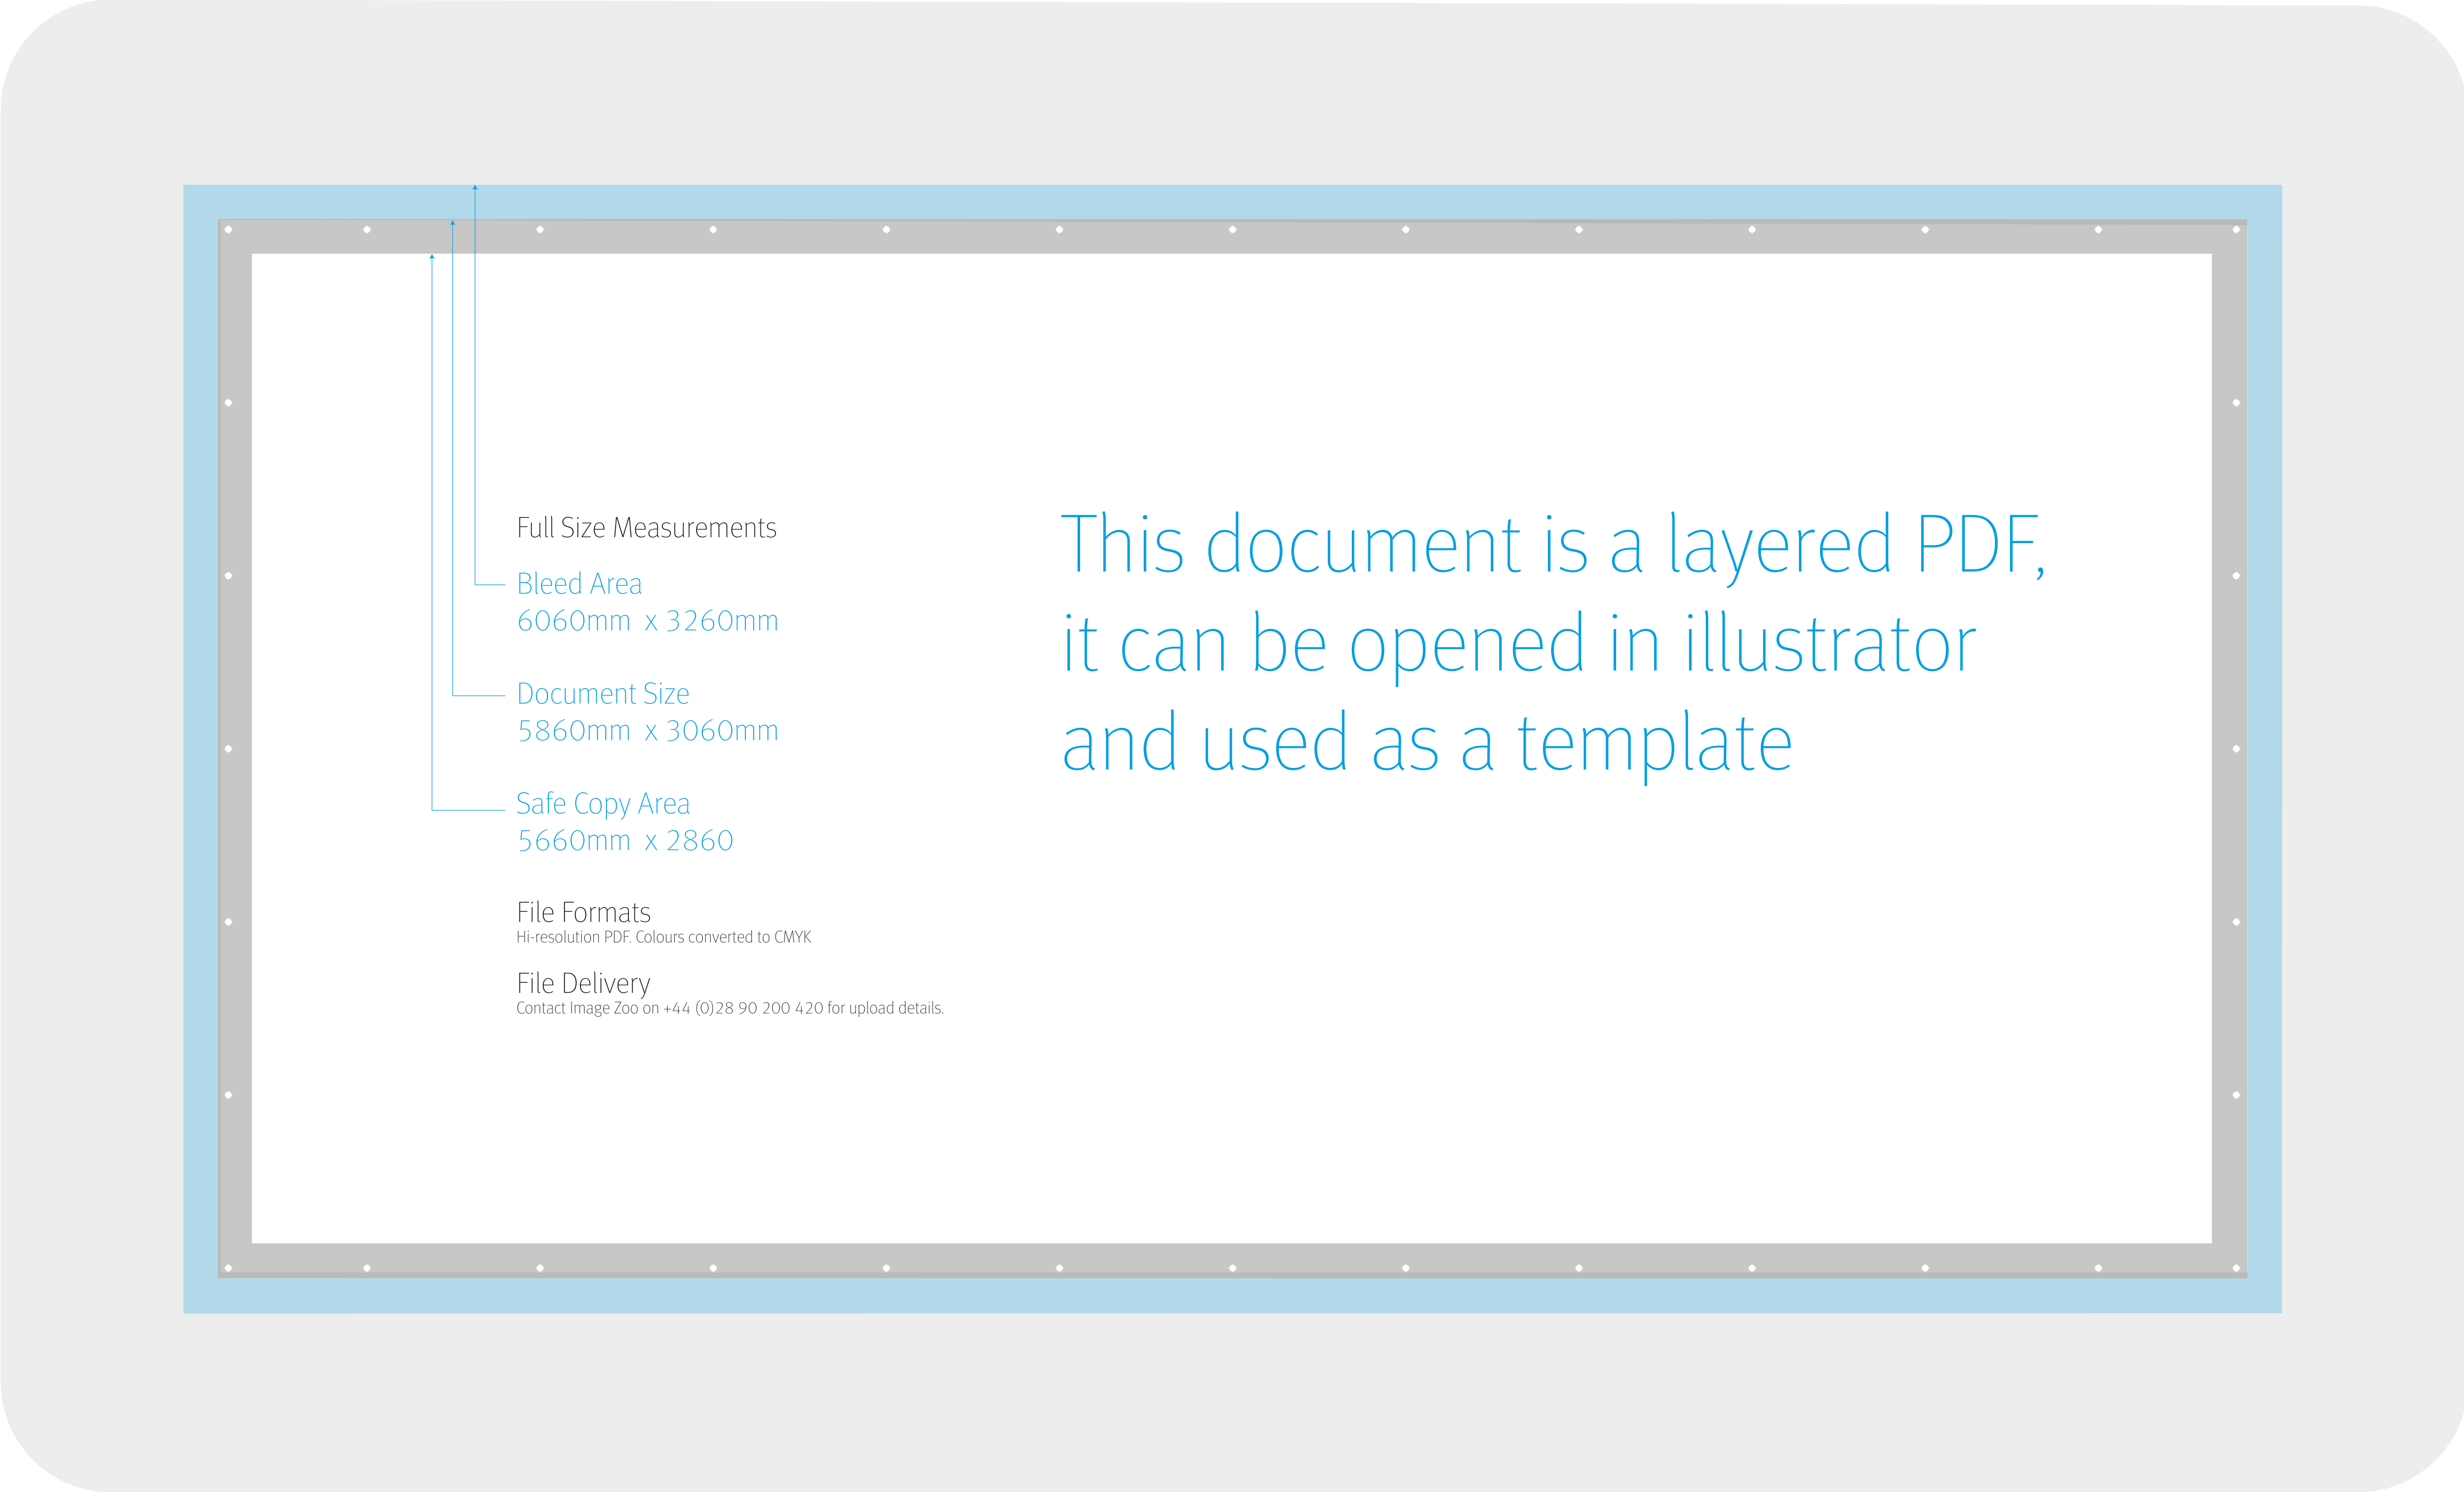 Full Size Measurements
Bleed Area
6060mm x 3260mm
Document Size
5860mm x 3060mm
Safe Copy Area
5660mm x 2860
File Formats
Hi-resolution PDF. Colours converted to CMYK
File Delivery
Contact Image Zoo on +44 (0)28 90 200 420 for upload details.
This document is a layered PDF,
it can be opened in illustrator
and used as a template